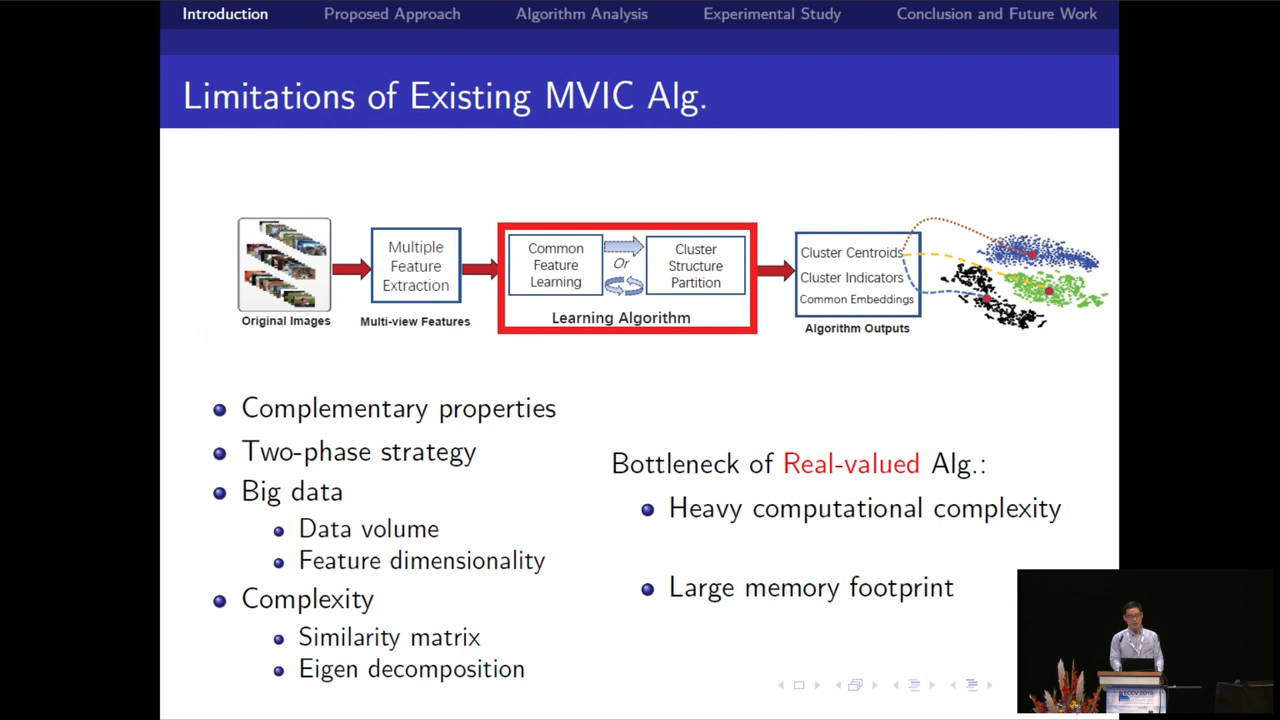 Introduction Proposed Approach Algorithm Analysis Experimental Study Conclusion and Future Work
Limitations of Existing MVIC Alg.
Original Images
Multiple
Feature
Extraction
Multi-view Features
Common
Feature
Learning
Or
Cluster
Structure
Partition
Learning Algorithm
Cluster Centroids
Cluster Indicators
Common Embeddings
Algorithm Outputs
Complementary properties
Two-phase strategy
Big data
Data volume
Feature dimensionality
Complexity
Similarity matrix
Eigen decomposition
Bottleneck of Real-valued Alg.:
Heavy computational complexity
Large memory footprint
ECCV 2018